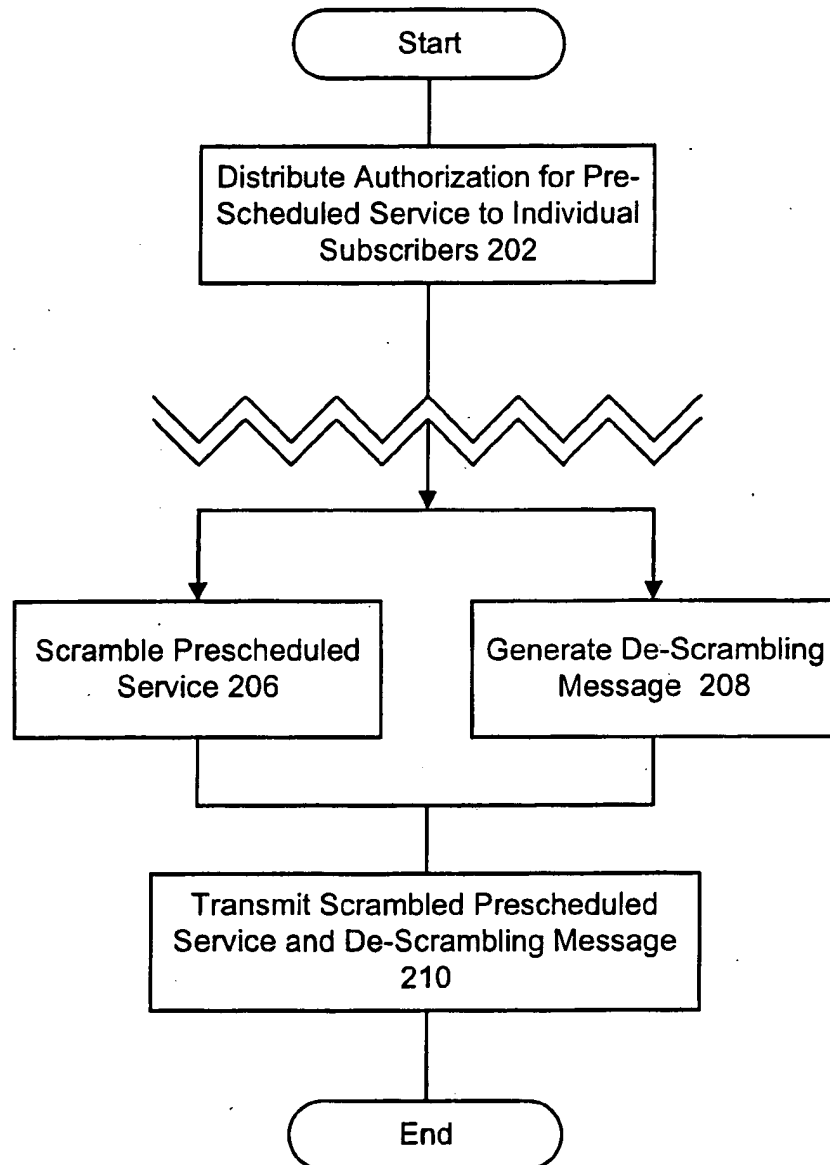 Start
Distribute Authorization for Pre-
Scheduled Service to Individual
Subscribers 202
Scramble Prescheduled
Service 206
Generate De-Scrambling
Message 208
Transmit Scrambled Prescheduled
Service and De-Scrambling Message
210
End